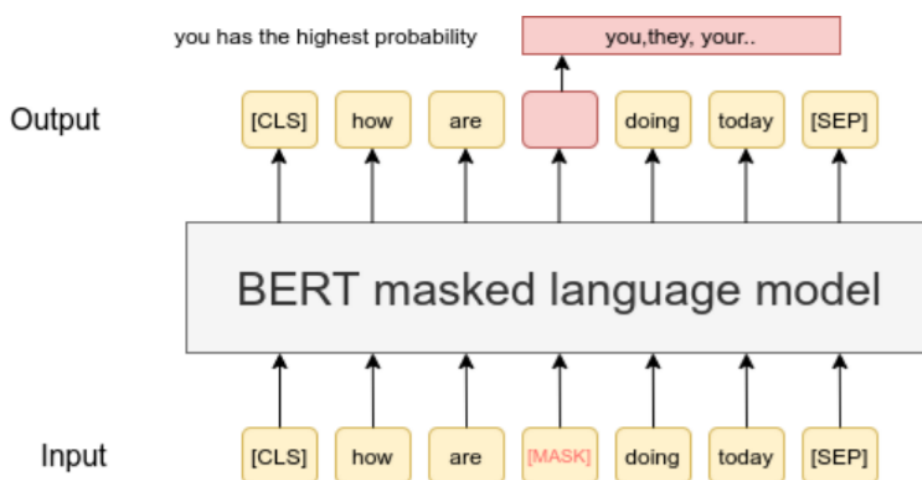 you has the highest probability you,they, your..
Output [CLS] how are doing today [SEP]
BERT masked language model
Input [CLS] how are [MASK] doing today [SEP]